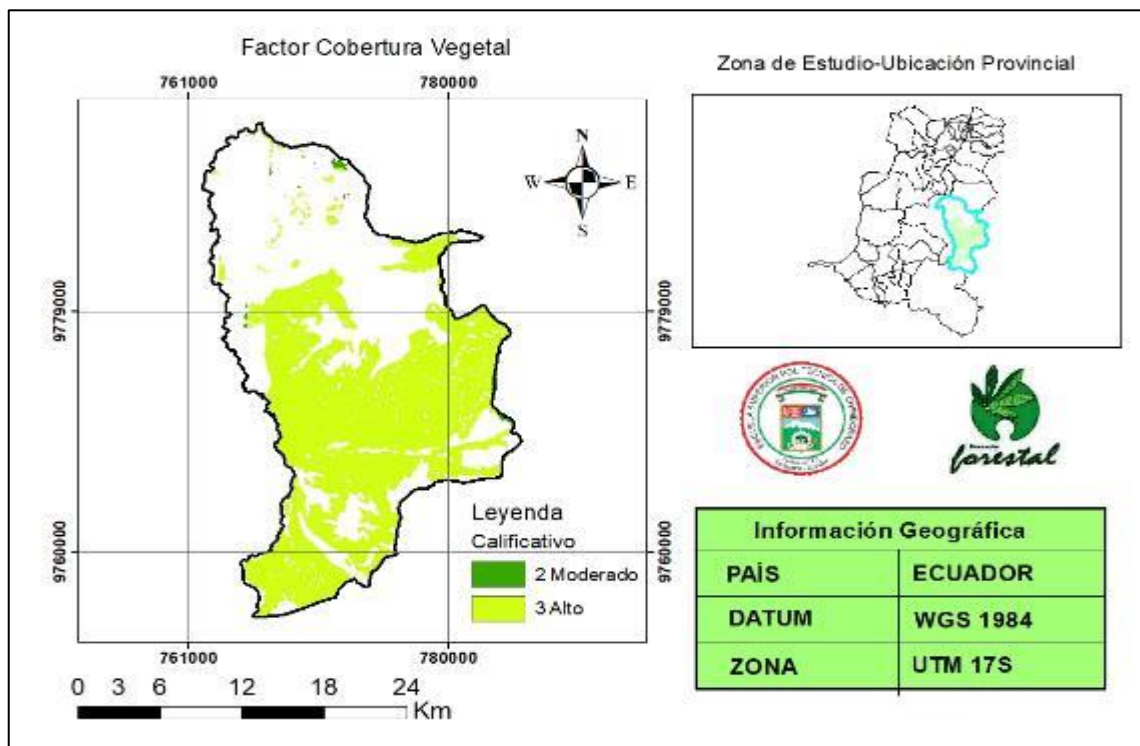 Factor Cobertura Vegetal
761000 780000
N
W E
S
9779000 9779000
9760000 9760000
Leyenda
Calificativo
2 Moderado
3 Alto
761000 780000
0 3 6 12 18 24
Km
Zona de Estudio-Ubicación Provincial
forestal
Información Geográfica
PAÍS ECUADOR
DATUM WGS 1984
ZONA UTM 17S